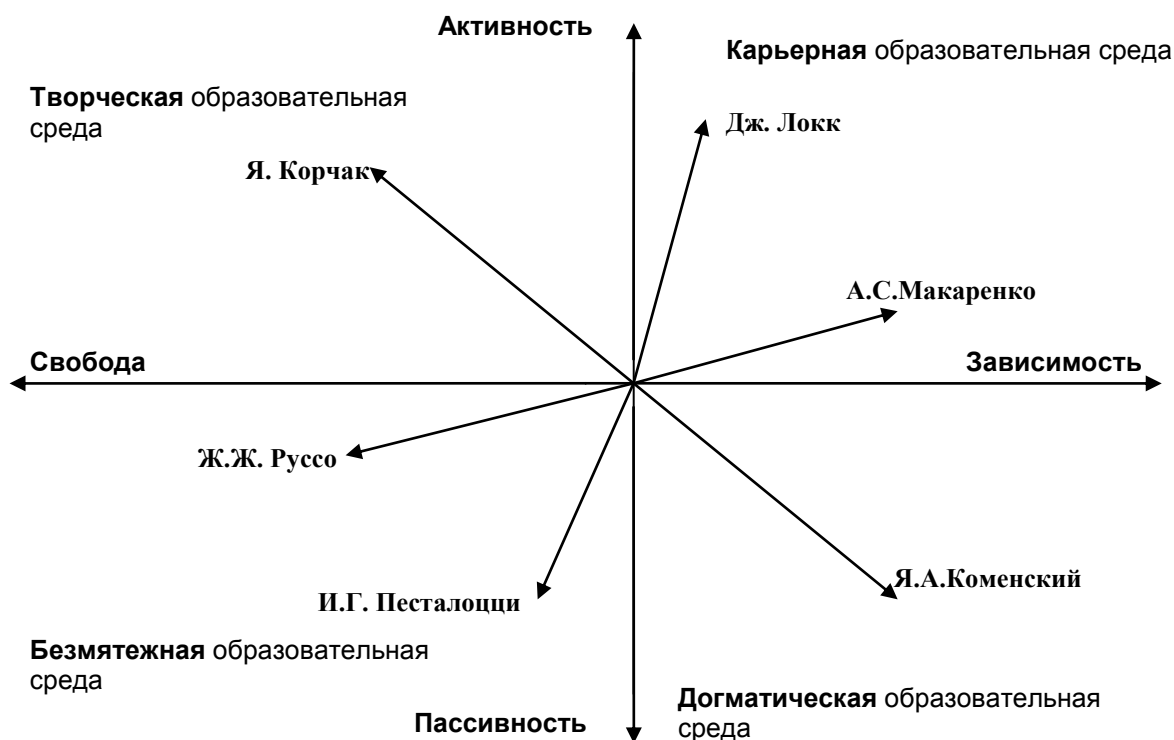 Активность
Карьерная образовательная среда
Творческая образовательная
среда
Дж. Локк
Я. Корчак
А.С.Макаренко
Свобода
Зависимость
Ж.Ж. Руссо
Я.А.Коменский
И.Г. Песталоцци
Безмятежная образовательная
среда
Догматическая образовательная
среда
Пассивность